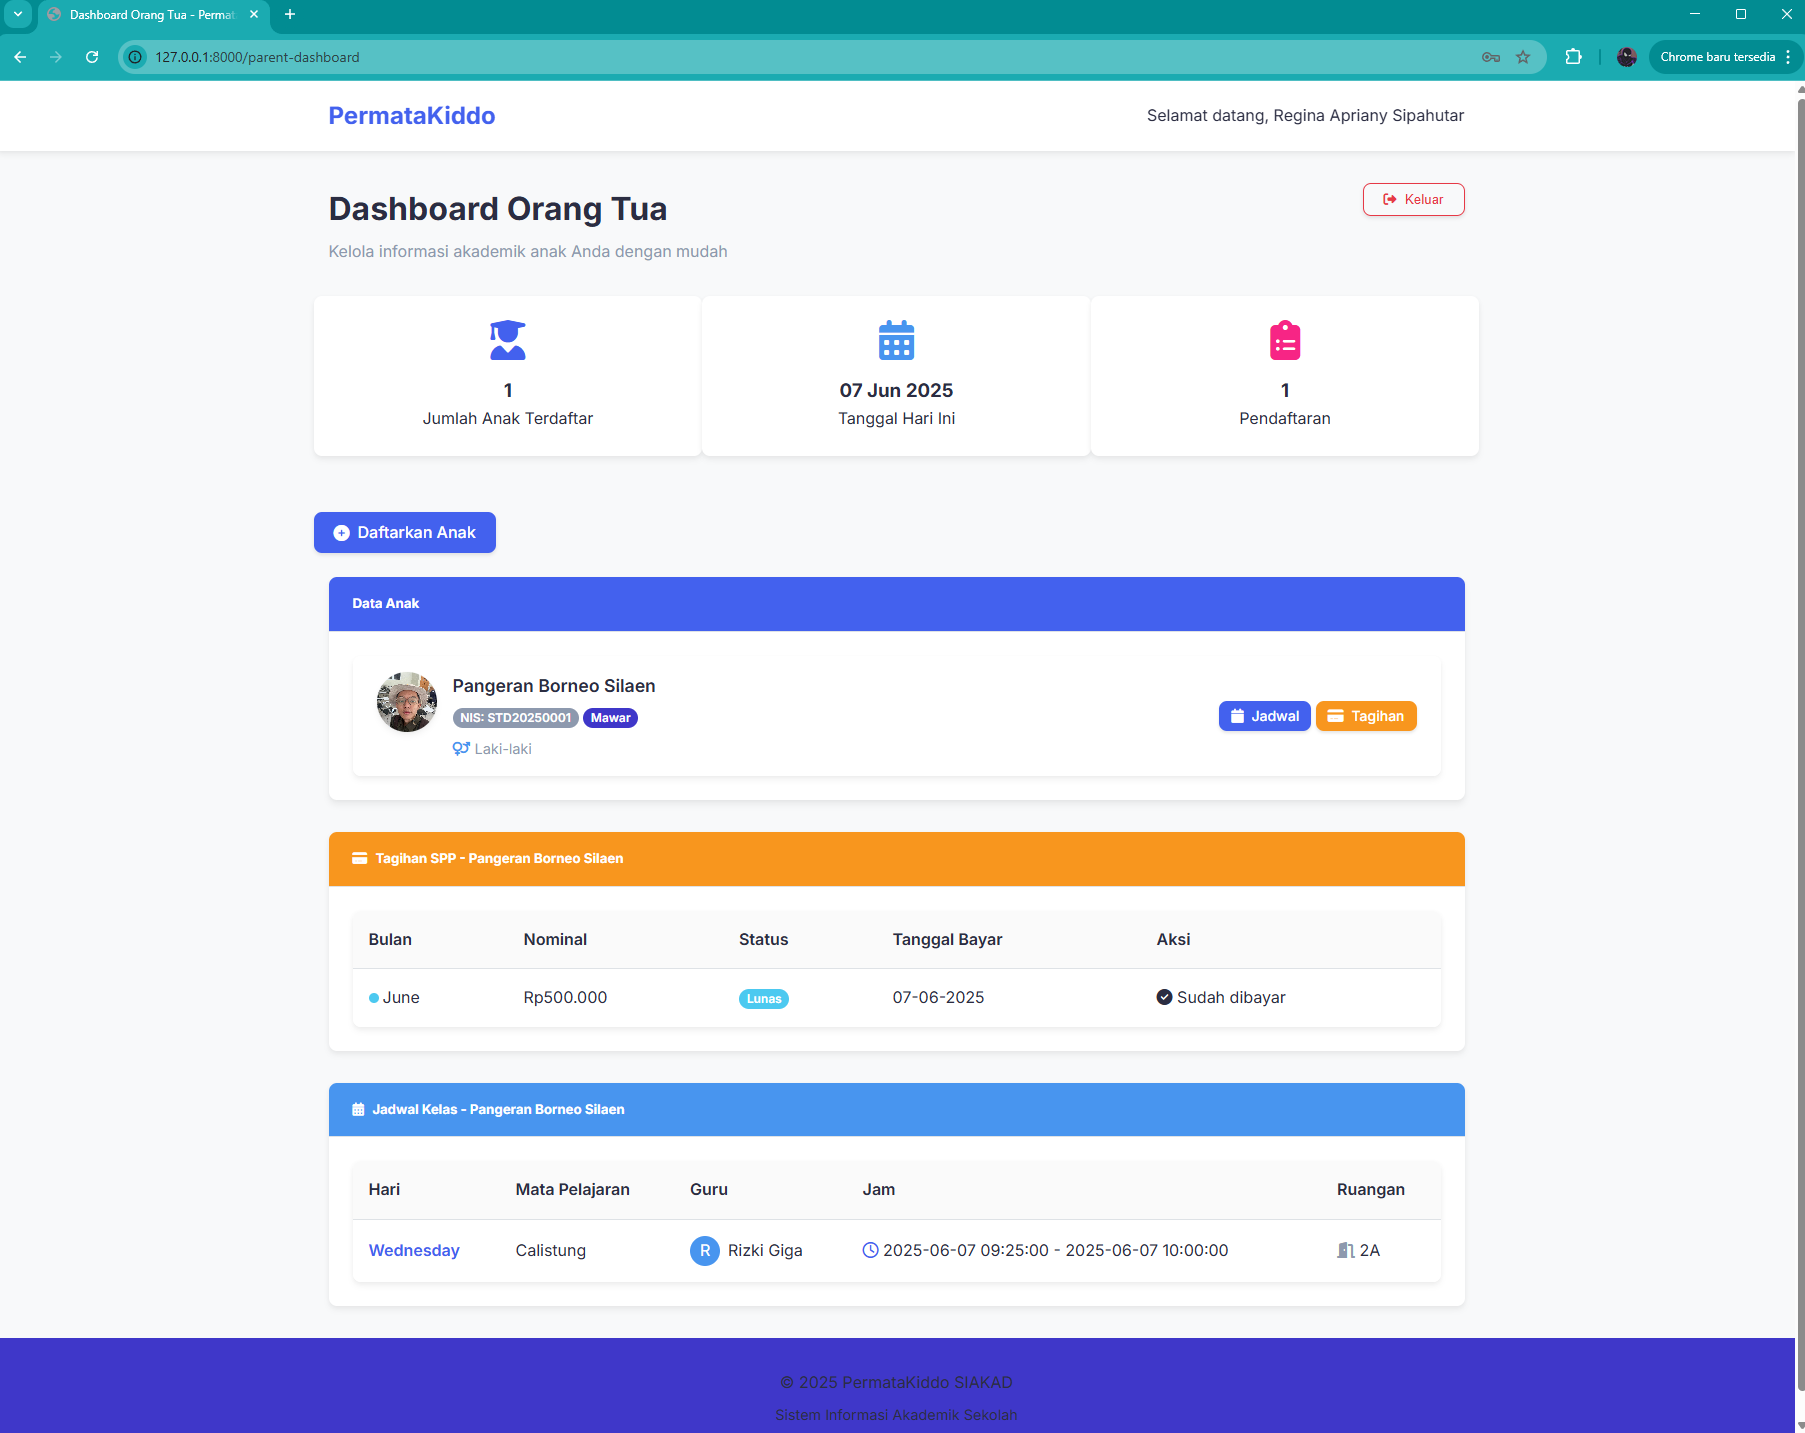 Dashboard Orang Tua - Permat
127.0.0.1:8000/parent-dashboard
Chrome baru tersedia
PermataKiddo
Selamat datang, Regina Apriany Sipahutar
Dashboard Orang Tua
Keluar
Kelola informasi akademik anak Anda dengan mudah
1
Jumlah Anak Terdaftar
07 Jun 2025
Tanggal Hari Ini
1
Pendaftaran
Daftarkan Anak
Data Anak
Pangeran Borneo Silaen
NIS: STD20250001 Mawar
Laki-laki
Jadwal Tagihan
Tagihan SPP - Pangeran Borneo Silaen
Bulan Nominal Status Tanggal Bayar Aksi
June Rp500.000 Lunas 07-06-2025 Sudah dibayar
Jadwal Kelas - Pangeran Borneo Silaen
Hari Mata Pelajaran Guru Jam Ruangan
Wednesday Calistung R Rizki Giga 2025-06-07 09:25:00 - 2025-06-07 10:00:00 2A
© 2025 PermataKiddo SIAKAD
Sistem Informasi Akademik Sekolah